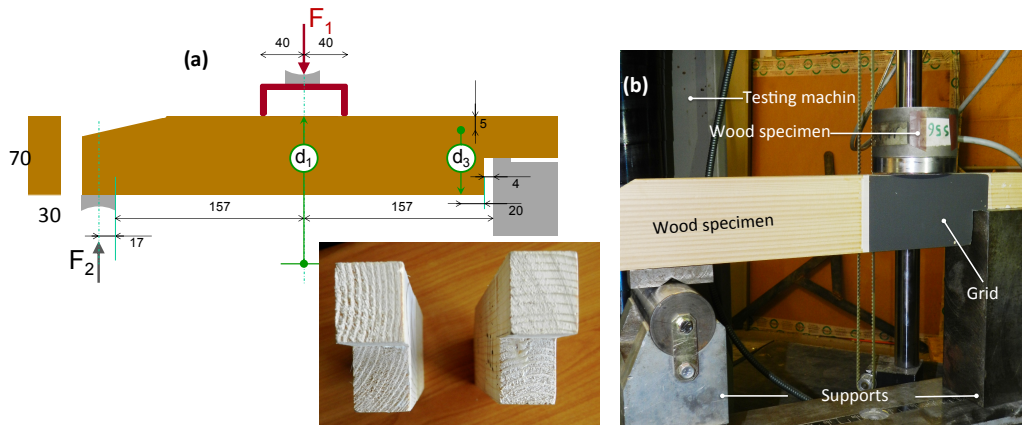 F1
40
40
(a)
5
70
d1
d3
4
30
157
157
20
17
F2
(b)
Testing machin
Wood specimen
556
Wood specimen
Grid
Supports